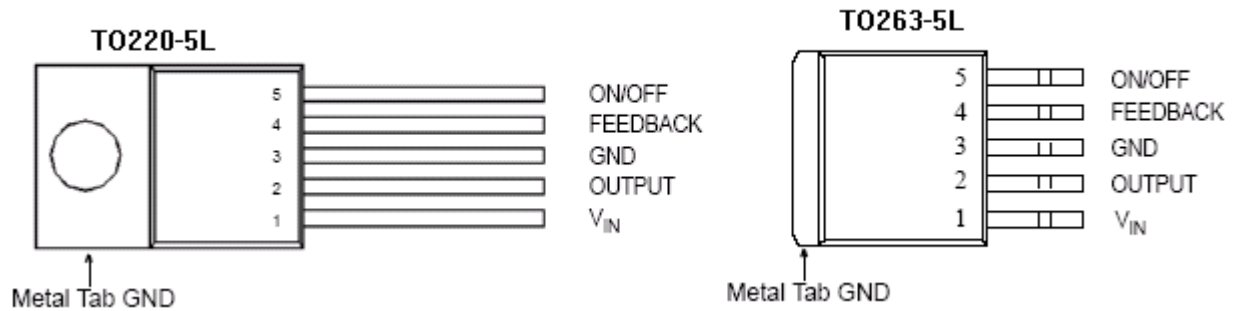 TO220-5L
5 ON/OFF
4 FEEDBACK
3 GND
2 OUTPUT
1 VIN
Metal Tab GND
TO263-5L
5 ON/OFF
4 FEEDBACK
3 GND
2 OUTPUT
1 VIN
Metal Tab GND